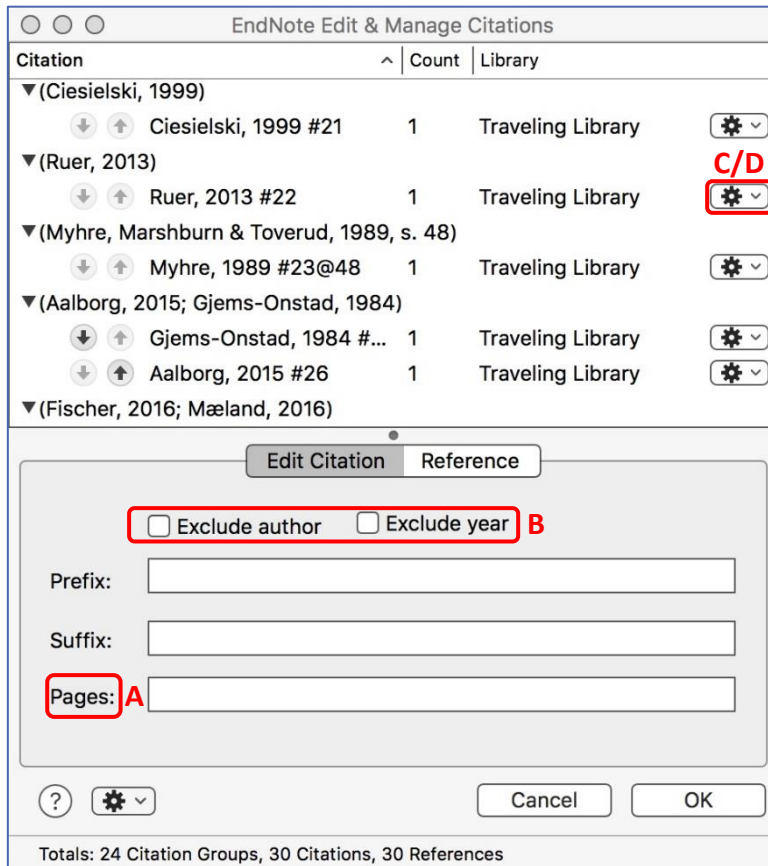 EndNote Edit & Manage Citations
Citation Count Library
(Ciesielski, 1999)
Ciesielski, 1999 #21 1 Traveling Library
(Ruer, 2013) C/D
Ruer, 2013 #22 1 Traveling Library
(Myhre, Marshburn & Toverud, 1989, s. 48)
Myhre, 1989 #23@48 1 Traveling Library
(Aalborg, 2015; Gjems-Onstad, 1984)
Gjems-Onstad, 1984 #... 1 Traveling Library
Aalborg, 2015 #26 1 Traveling Library
(Fischer, 2016; Mæland, 2016)
Edit Citation Reference
Exclude author Exclude year B
Prefix:
Suffix:
Pages: A
? Cancel OK
Totals: 24 Citation Groups, 30 Citations, 30 References